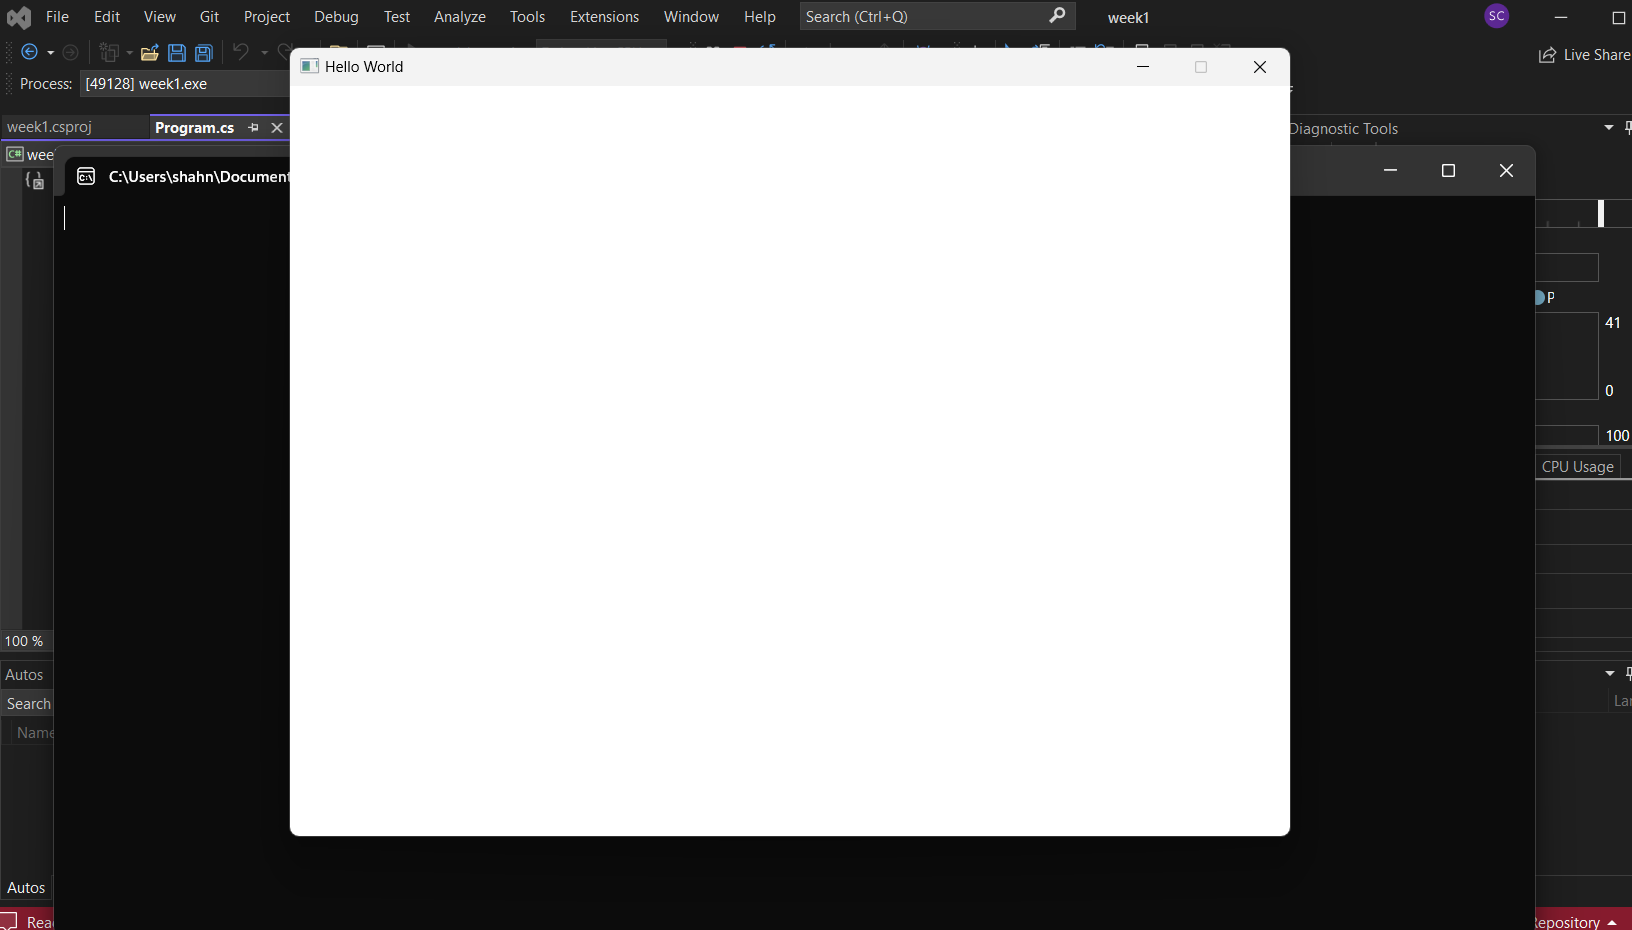 File Edit View Git Project Debug Test Analyze Tools Extensions Window Help Search (Ctrl+Q) week1 SC
Live Share
Process: [49128] week1.exe
Hello World
week1.csproj Program.cs
Diagnostic Tools
C# wee
C:\Users\shahn\Document
P
41
0
100
CPU Usage
100 %
Autos
Search
Name
Lar
Autos
Rea
epository